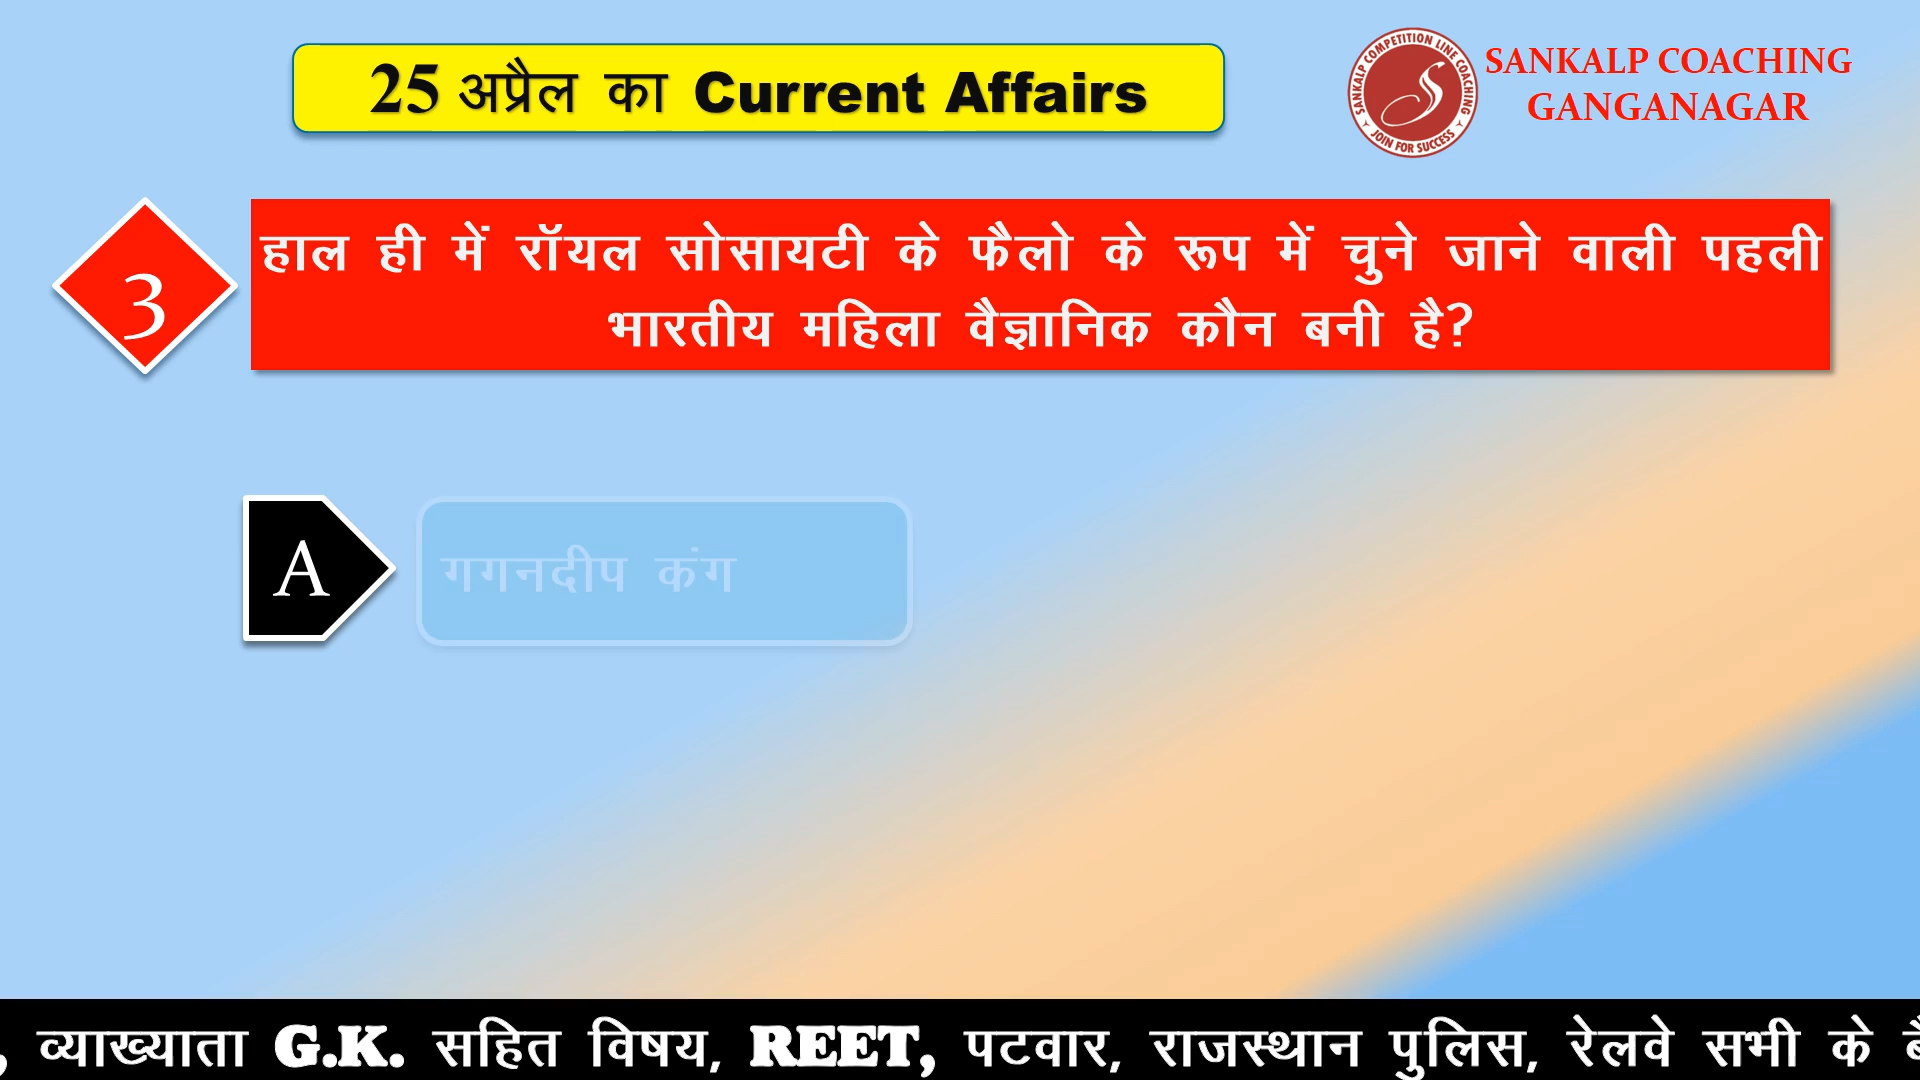 25 अप्रैल का Current Affairs
SANKALP COMPETITION LINE COACHING
JOIN FOR SUCCESS
SANKALP COACHING
GANGANAGAR
3
हाल ही में रॉयल सोसायटी के फैलो के रूप में चुने जाने वाली पहली
भारतीय महिला वैज्ञानिक कौन बनी है?
A
गगनदीप कंग
, व्याख्याता G.K. सहित विषय, REET, पटवार, राजस्थान पुलिस, रेलवे सभी के